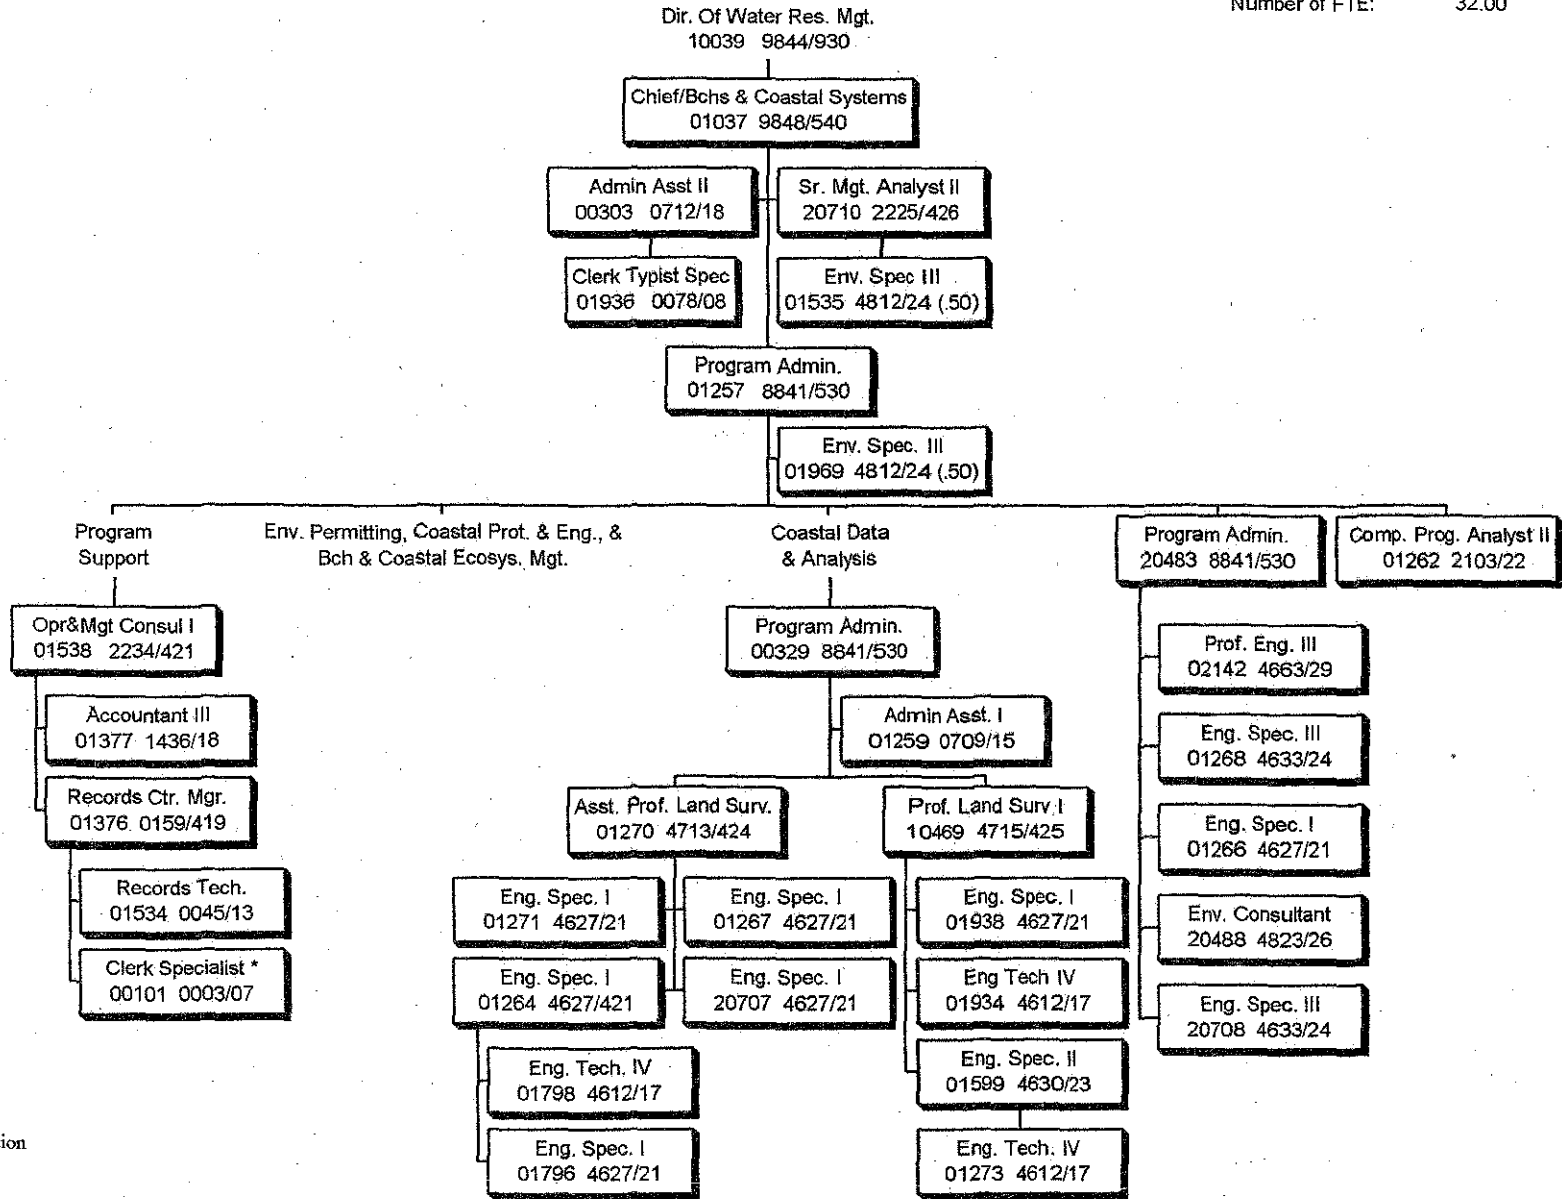 Number of FTE: 32.00
Dir. Of Water Res. Mgt.
10039 9844/930
Chief/Bchs & Coastal Systems
01037 9848/540
Admin Asst II
00303 0712/18
Sr. Mgt. Analyst II
20710 2225/426
Clerk Typist Spec
01936 0078/08
Env. Spec III
01535 4812/24 (.50)
Program Admin.
01257 8841/530
Env. Spec. III
01969 4812/24 (.50)
Program
Support
Env. Permitting, Coastal Prot. & Eng., &
Bch & Coastal Ecosys. Mgt.
Coastal Data
& Analysis
Program Admin.
20483 8841/530
Comp. Prog. Analyst II
01262 2103/22
Opr&Mgt Consul I
01538 2234/421
Accountant III
01377 1436/18
Records Ctr. Mgr.
01376 0159/419
Records Tech.
01534 0045/13
Clerk Specialist *
00101 0003/07
Program Admin.
00329 8841/530
Admin Asst. I
01259 0709/15
Asst. Prof. Land Surv.
01270 4713/424
Prof. Land Surv I
10469 4715/425
Eng. Spec. I
01271 4627/21
Eng. Spec. I
01267 4627/21
Eng. Spec. I
01264 4627/421
Eng. Spec. I
20707 4627/21
Eng. Tech. IV
01798 4612/17
Eng. Spec. I
01796 4627/21
Eng. Spec. I
01938 4627/21
Eng Tech IV
01934 4612/17
Eng. Spec. II
01599 4630/23
Eng. Tech. IV
01273 4612/17
Prof. Eng. III
02142 4663/29
Eng. Spec. III
01268 4633/24
Eng. Spec. I
01266 4627/21
Env. Consultant
20488 4823/26
Eng. Spec. III
20708 4633/24
ion